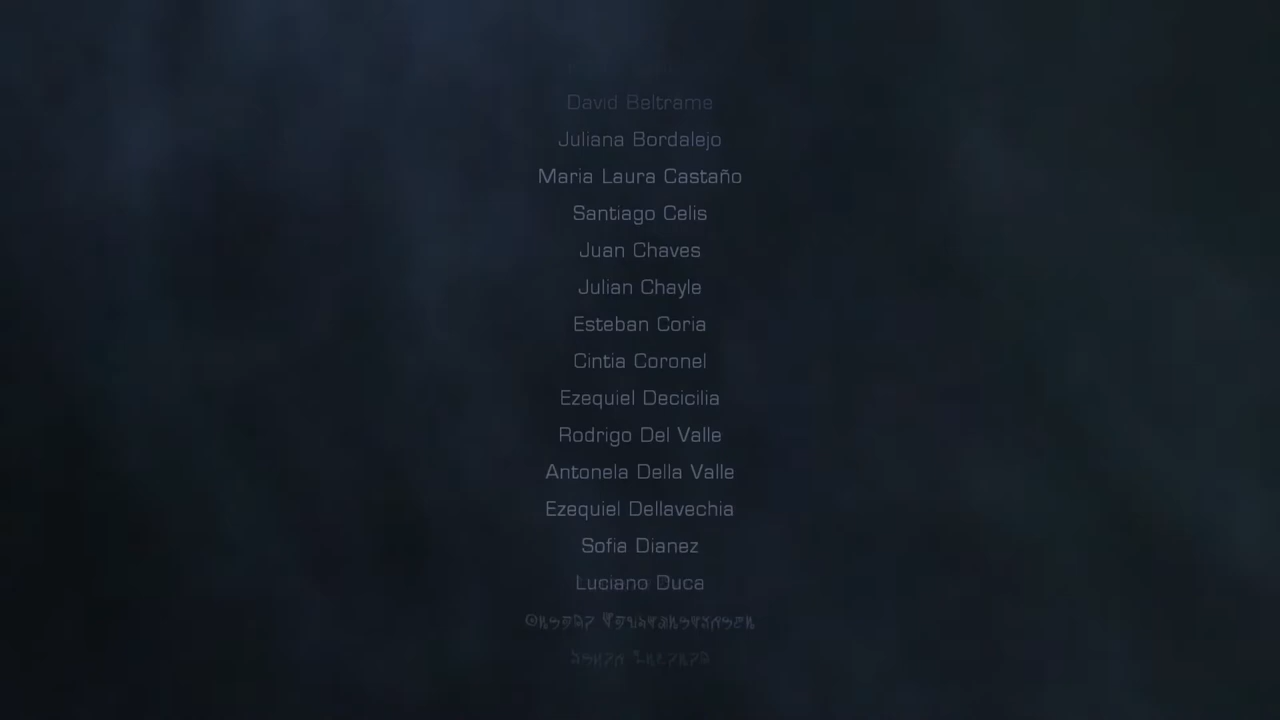 David Beltrame
Juliana Bordalejo
Maria Laura Castaño
Santiago Celis
Juan Chaves
Julian Chayle
Esteban Coria
Cintia Coronel
Ezequiel Decicilia
Rodrigo Del Valle
Antonela Della Valle
Ezequiel Dellavechia
Sofia Dianez
Luciano Duca